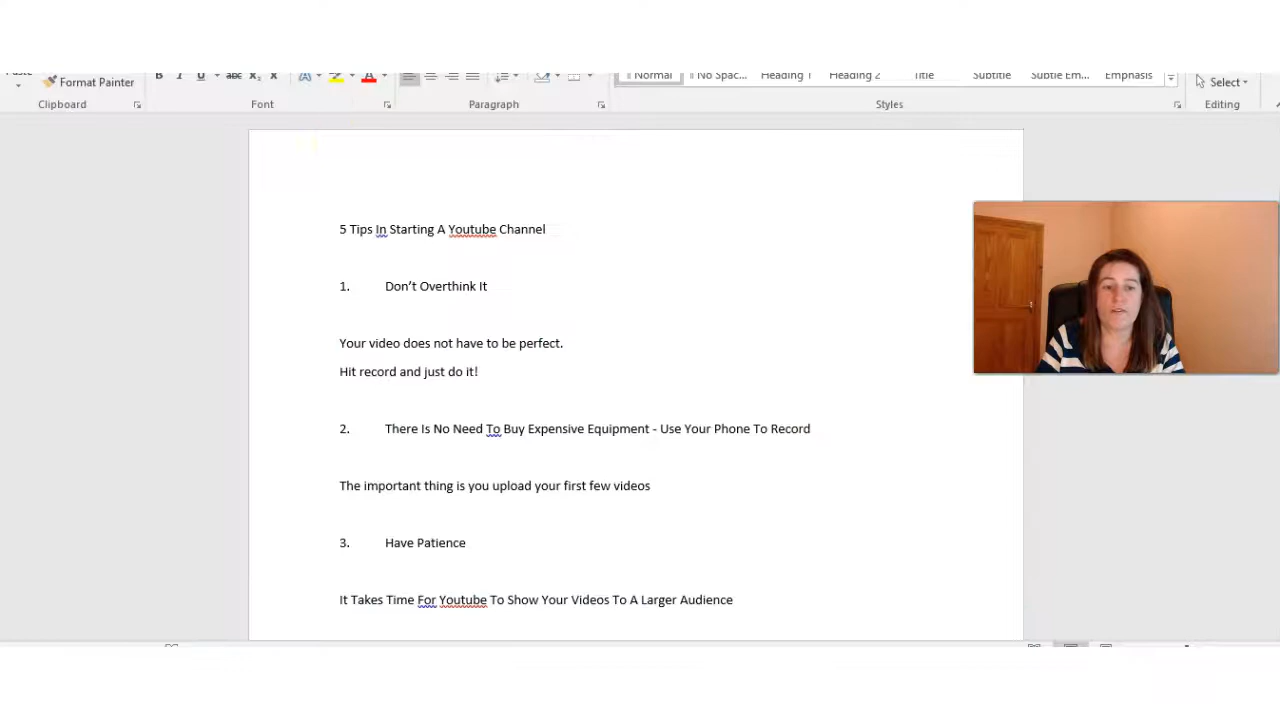 Format Painter
Select
Clipboard
Font
Paragraph
Styles
Editing
Normal
No Spac...
Heading 1
Heading 2
Title
Subtitle
Subtle Em...
Emphasis
5 Tips In Starting A Youtube Channel
1. Don’t Overthink It
Your video does not have to be perfect.
Hit record and just do it!
2. There Is No Need To Buy Expensive Equipment - Use Your Phone To Record
The important thing is you upload your first few videos
3. Have Patience
It Takes Time For Youtube To Show Your Videos To A Larger Audience